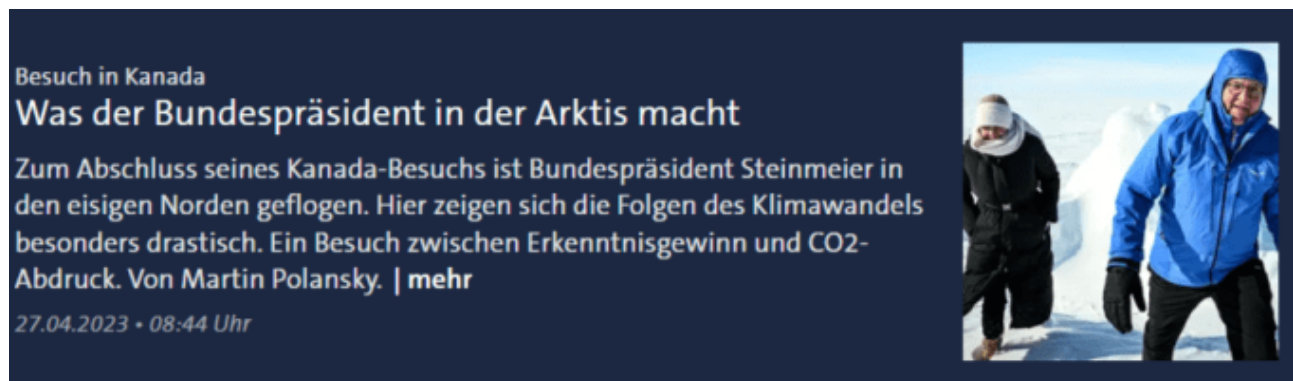 Besuch in Kanada
Was der Bundespräsident in der Arktis macht
Zum Abschluss seines Kanada-Besuchs ist Bundespräsident Steinmeier in
den eisigen Norden geflogen. Hier zeigen sich die Folgen des Klimawandels
besonders drastisch. Ein Besuch zwischen Erkenntnisgewinn und CO2-
Abdruck. Von Martin Polansky. | mehr
27.04.2023 • 08:44 Uhr